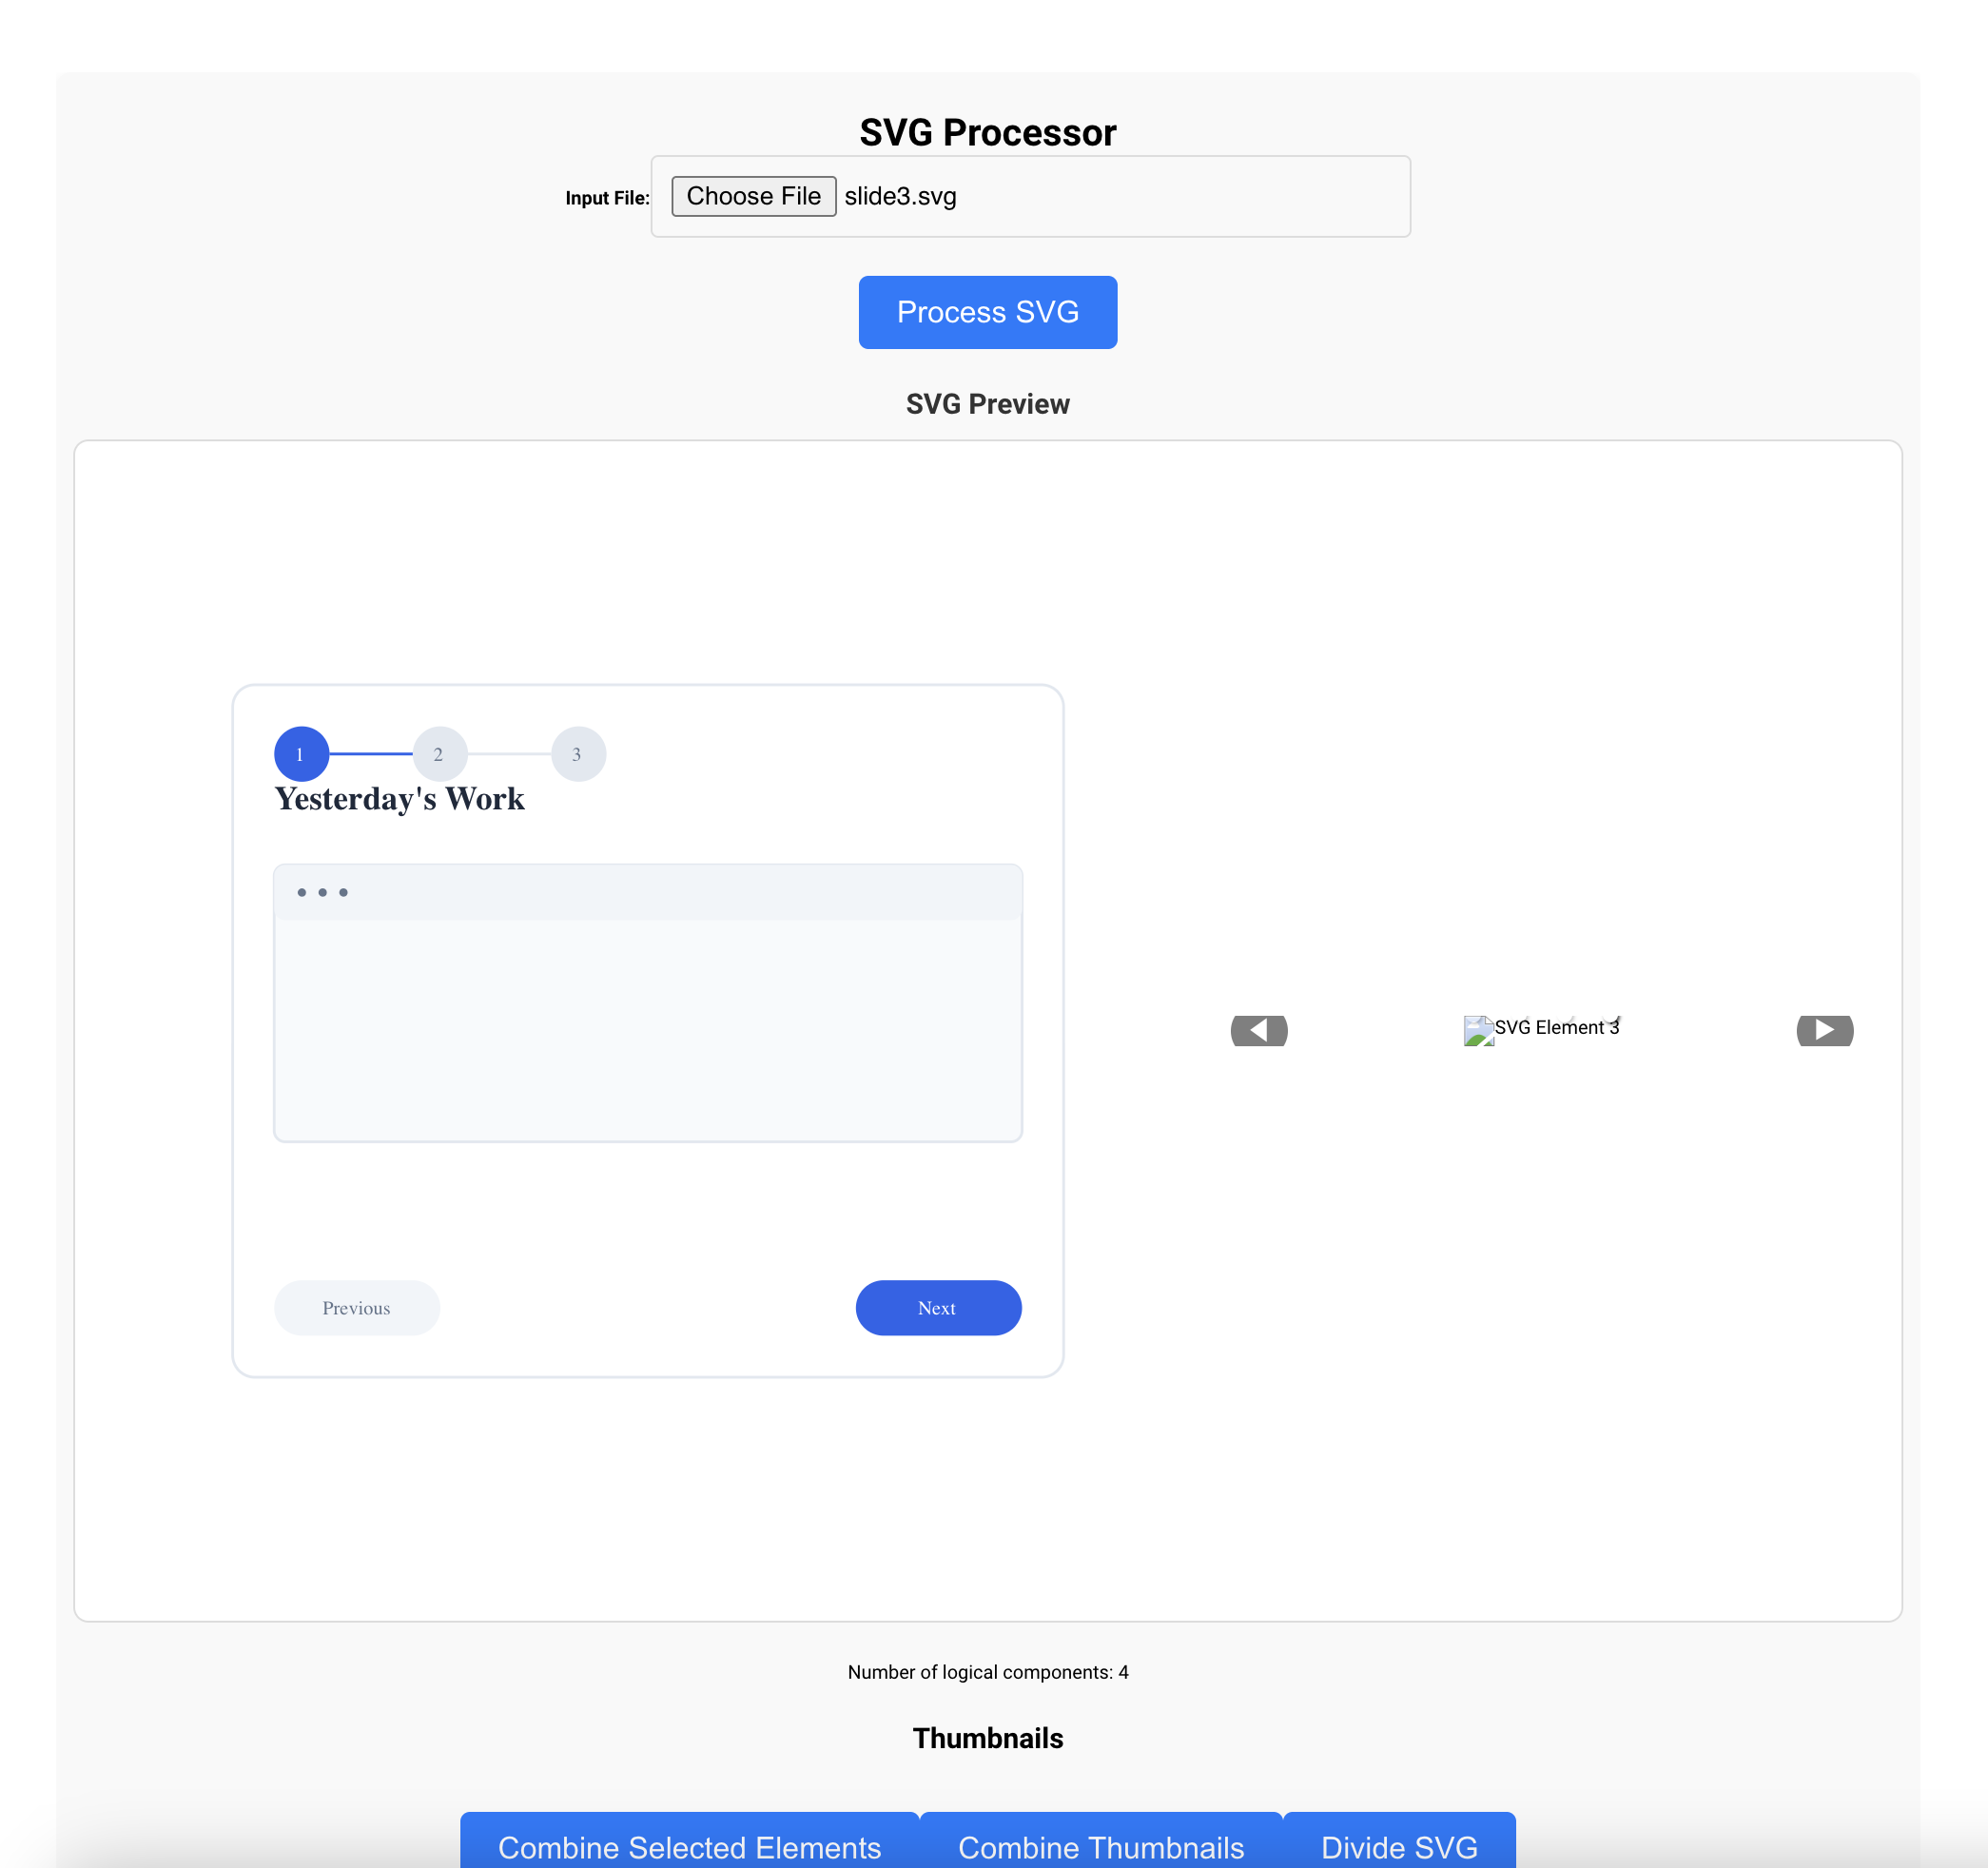 SVG Processor
Input File: Choose File slide3.svg
Process SVG
SVG Preview
1 2 3
Yesterday's Work
SVG Element 3
Previous Next
Number of logical components: 4
Thumbnails
Combine Selected Elements Combine Thumbnails Divide SVG